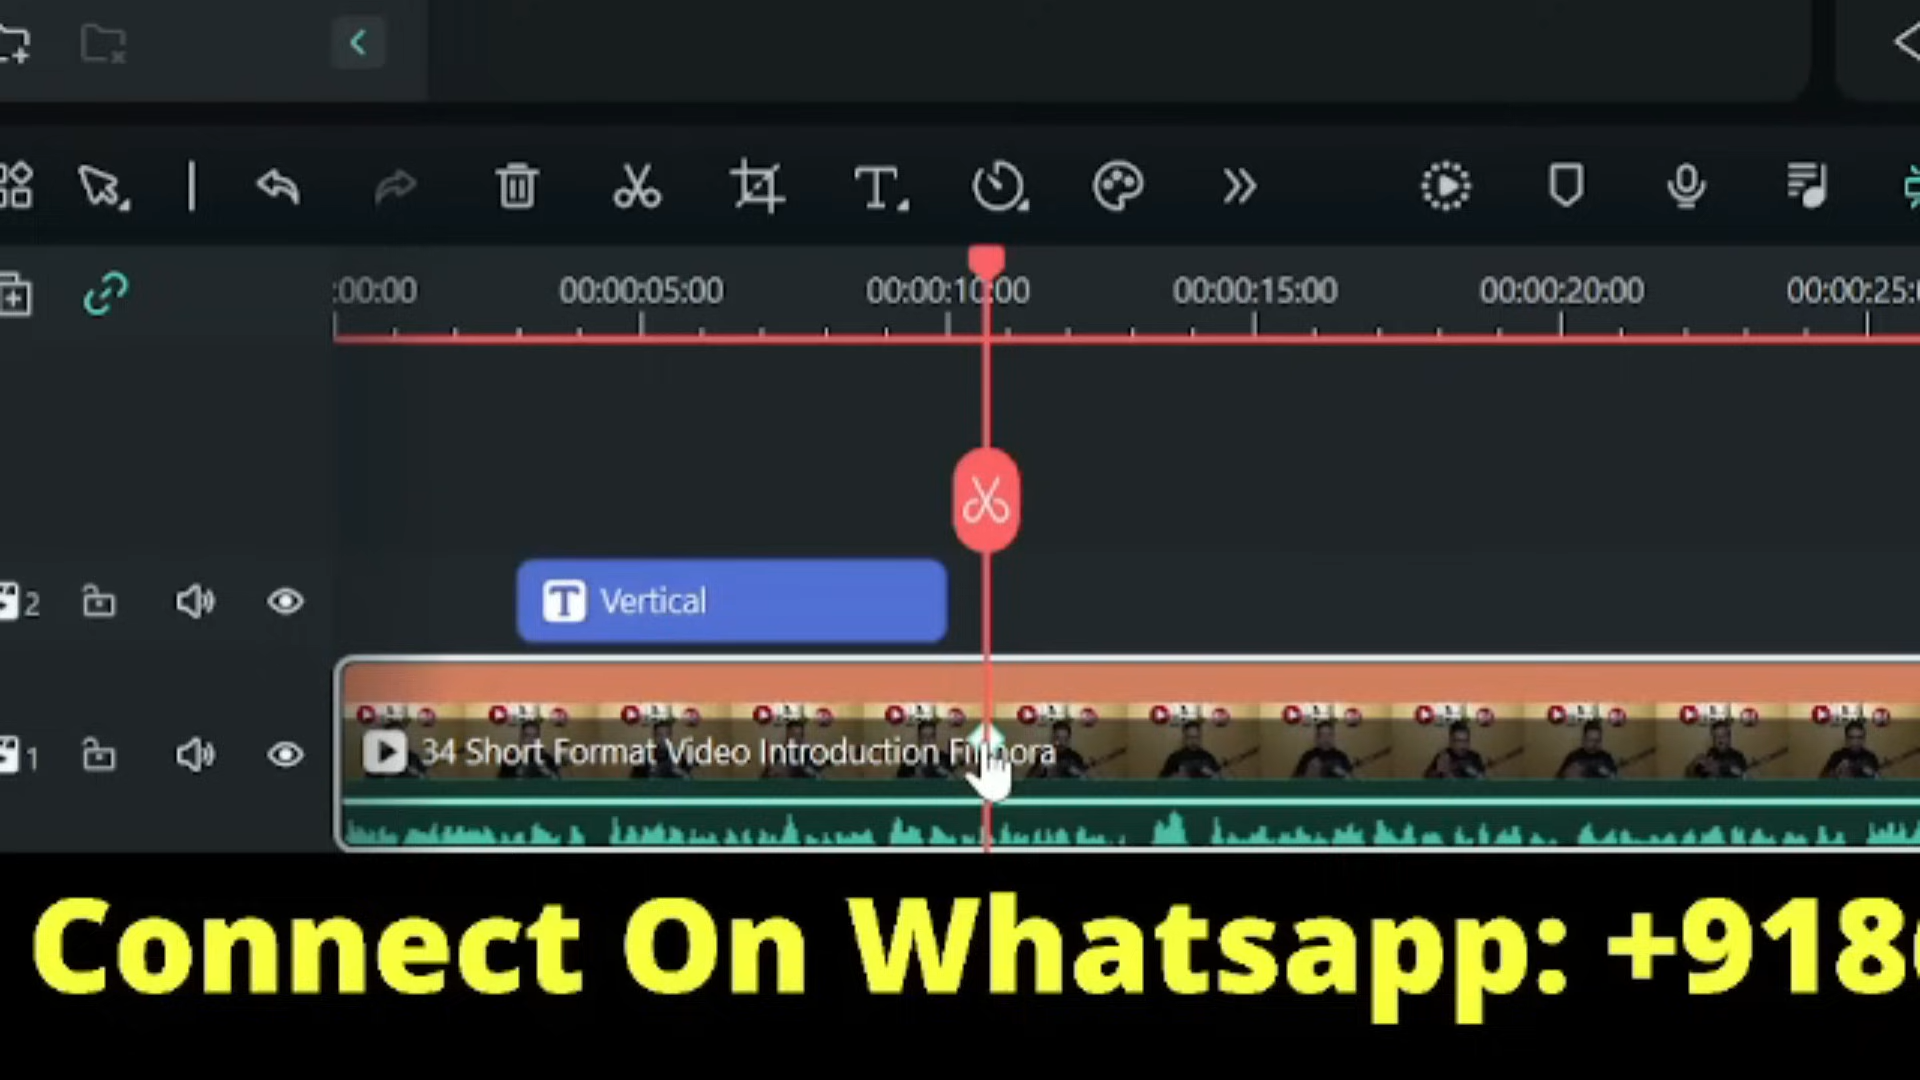 :00:00 00:00:05:00 00:00:10:00 00:00:15:00 00:00:20:00 00:00:25:
2 T Vertical
1 34 Short Format Video Introduction Filmora
Connect On Whatsapp: +918